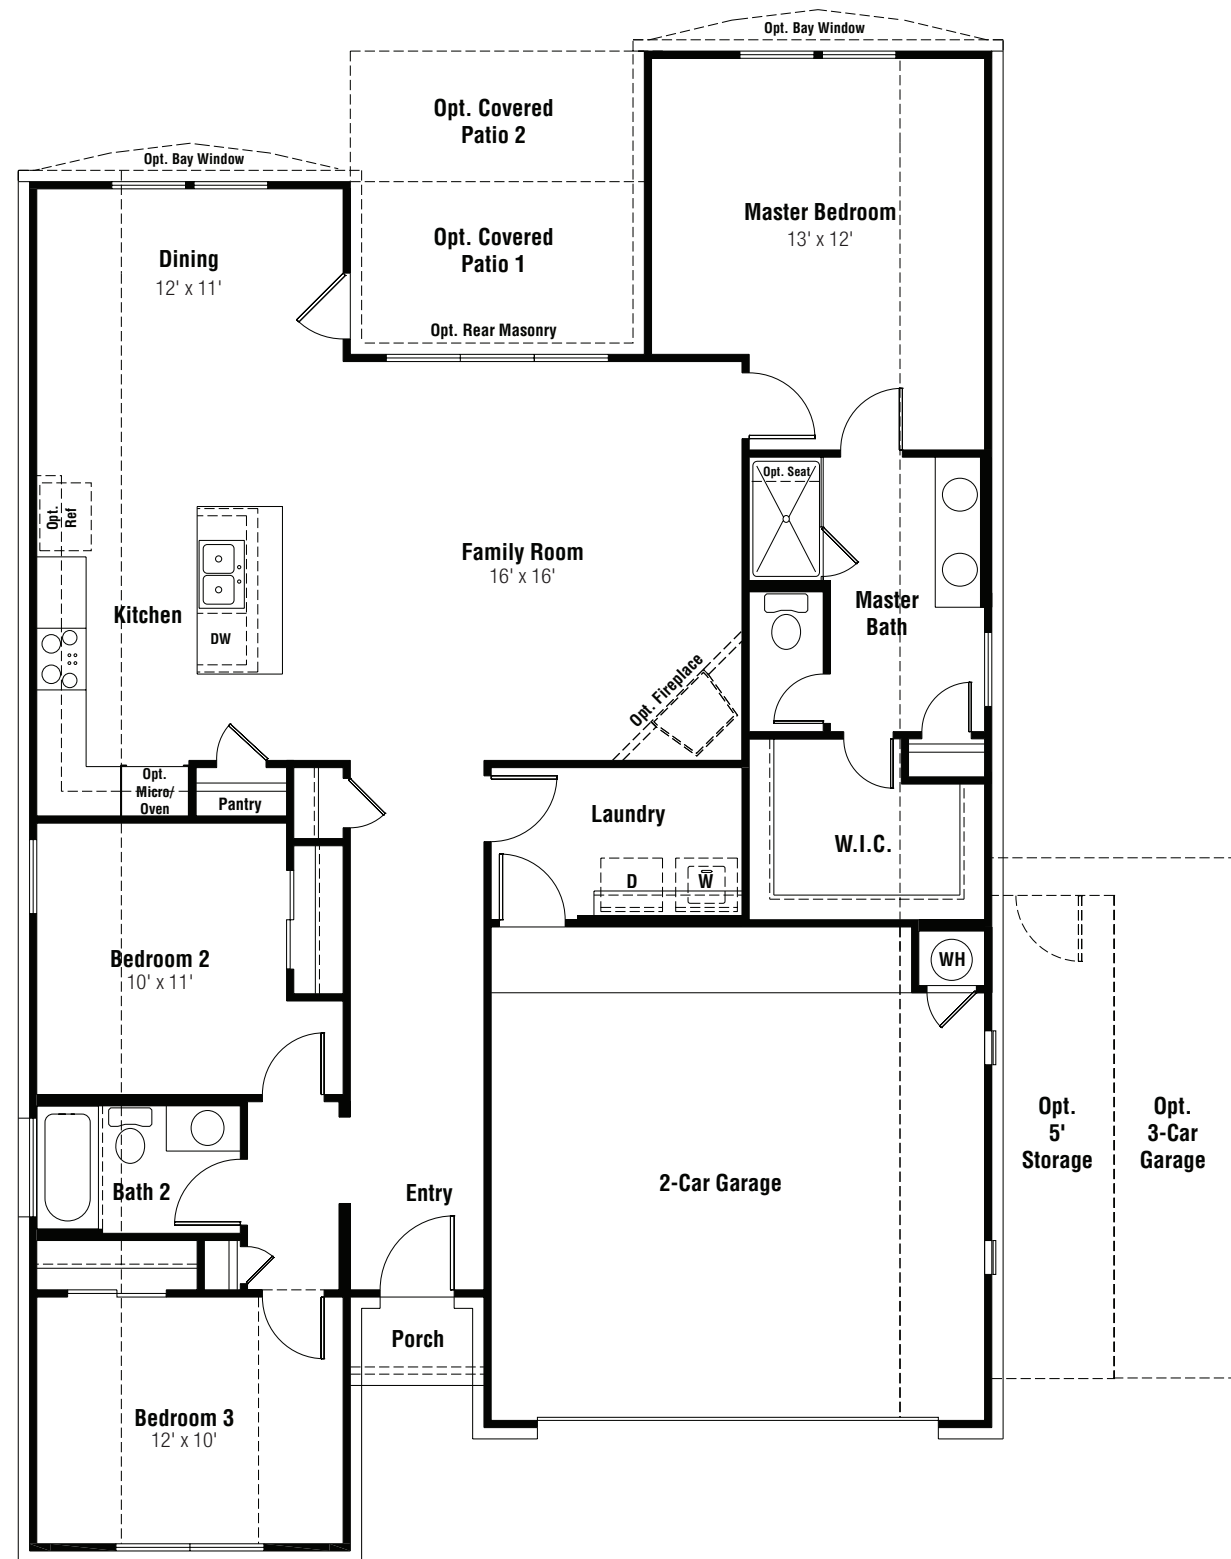 Opt. Bay Window
Opt. Covered
Patio 2
Opt. Bay Window
Master Bedroom
13' x 12'
Opt. Covered
Patio 1
Dining
12' x 11'
Opt. Rear Masonry
Opt. Seat
Opt.
Ref
Family Room
16' x 16'
Kitchen
Master
Bath
DW
Opt. Fireplace
Opt.
Micro/
Oven
Pantry
Laundry
W.I.C.
D
W
Bedroom 2
10' x 11'
WH
Opt.
5'
Storage
Opt.
3-Car
Garage
2-Car Garage
Bath 2
Entry
Porch
Bedroom 3
12' x 10'